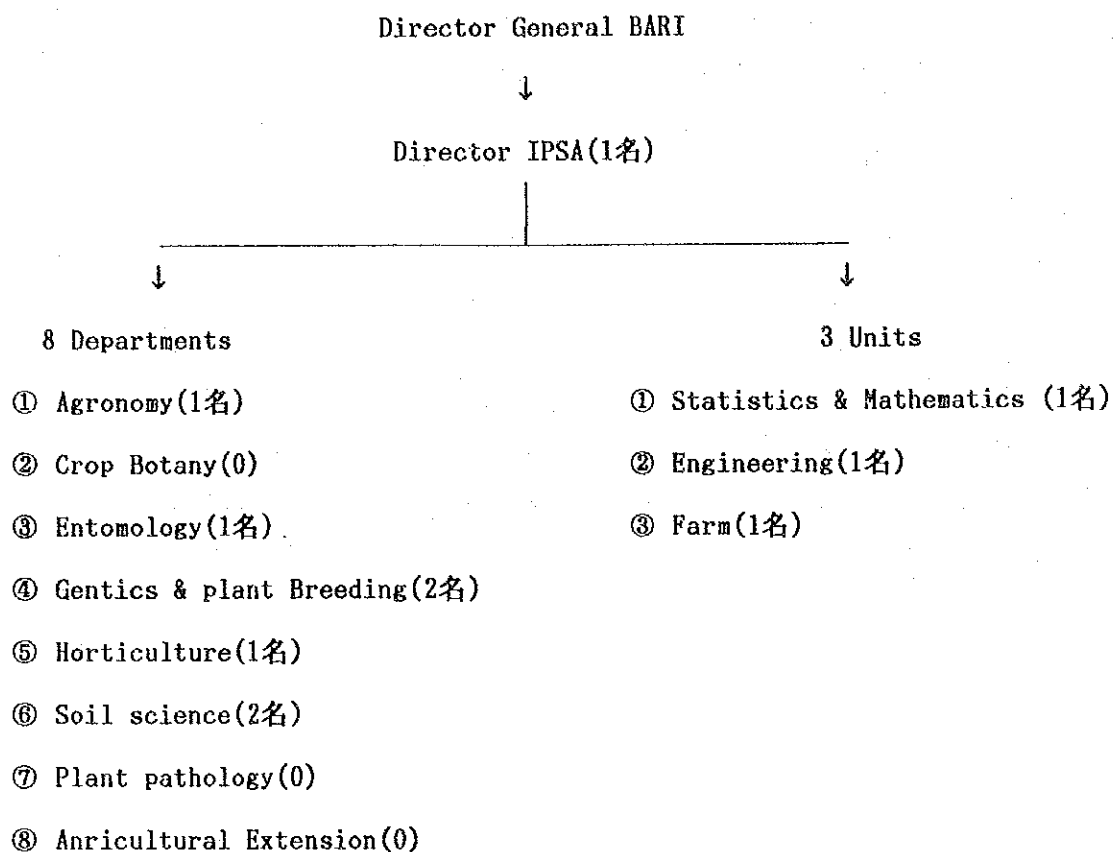 Director General BARI
↓
Director IPSA(1名)
↓ ↓
8 Departments
① Agronomy(1名)
② Crop Botany(0)
③ Entomology(1名)
④ Gentics & plant Breeding(2名)
⑤ Horticulture(1名)
⑥ Soil science(2名)
⑦ Plant pathology(0)
⑧ Anricultural Extension(0)
3 Units
① Statistics & Mathematics (1名)
② Engineering(1名)
③ Farm(1名)